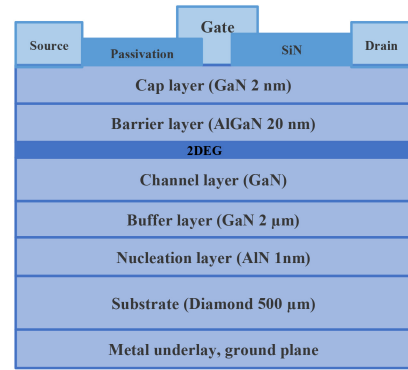 Gate
Source
Passivation
SiN
Drain
Cap layer (GaN 2 nm)
Barrier layer (AlGaN 20 nm)
2DEG
Channel layer (GaN)
Buffer layer (GaN 2 µm)
Nucleation layer (AlN 1nm)
Substrate (Diamond 500 µm)
Metal underlay, ground plane